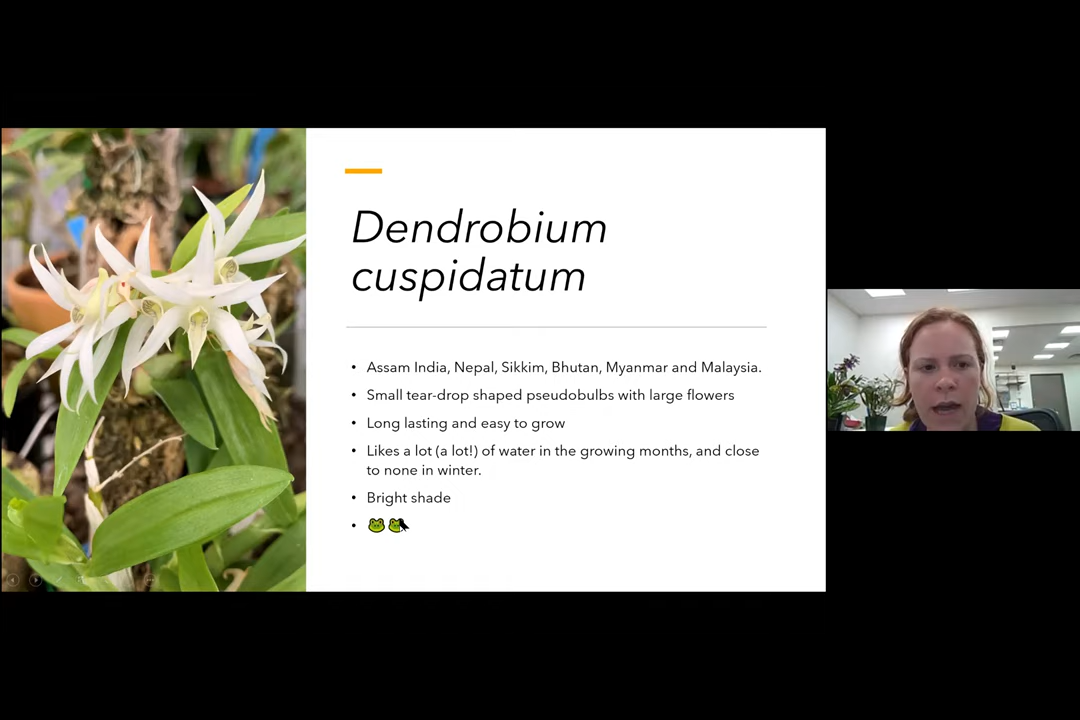 Dendrobium
cuspidatum
• Assam India, Nepal, Sikkim, Bhutan, Myanmar and Malaysia.
• Small tear-drop shaped pseudobulbs with large flowers
• Long lasting and easy to grow
• Likes a lot (a lot!) of water in the growing months, and close
to none in winter.
• Bright shade
• 🐸🐸